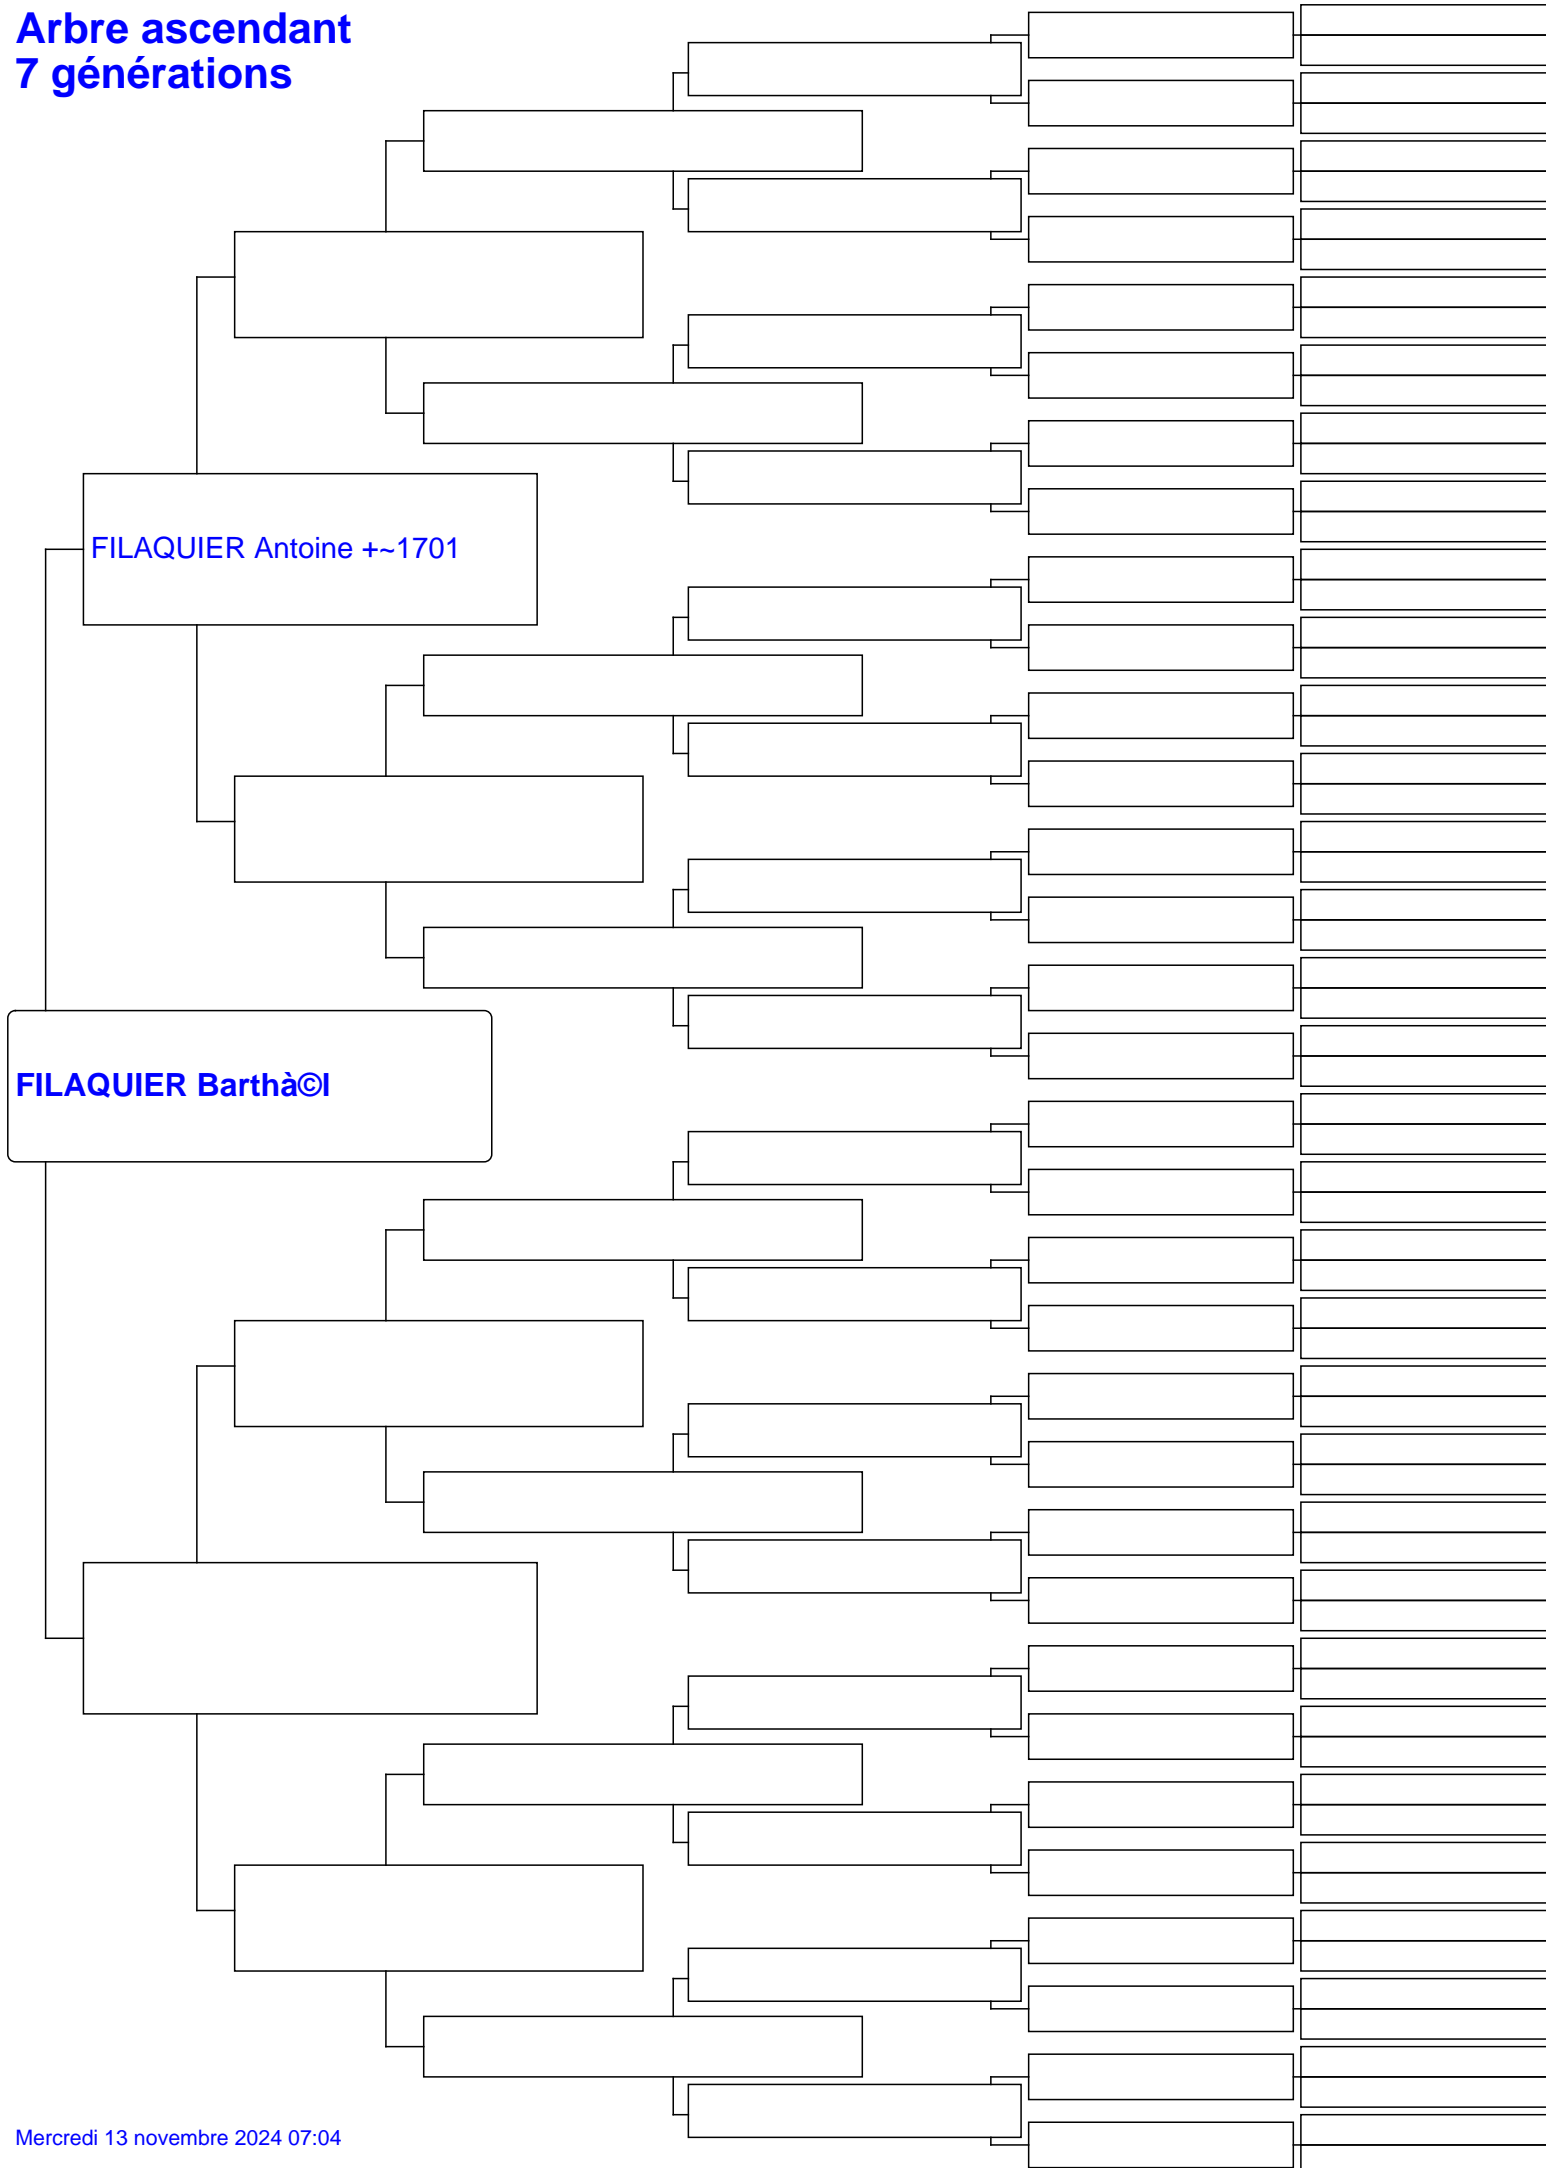 Arbre ascendant
7 générations
FILAQUIER Antoine +~1701
FILAQUIER Barthà©l
Mercredi 13 novembre 2024 07:04